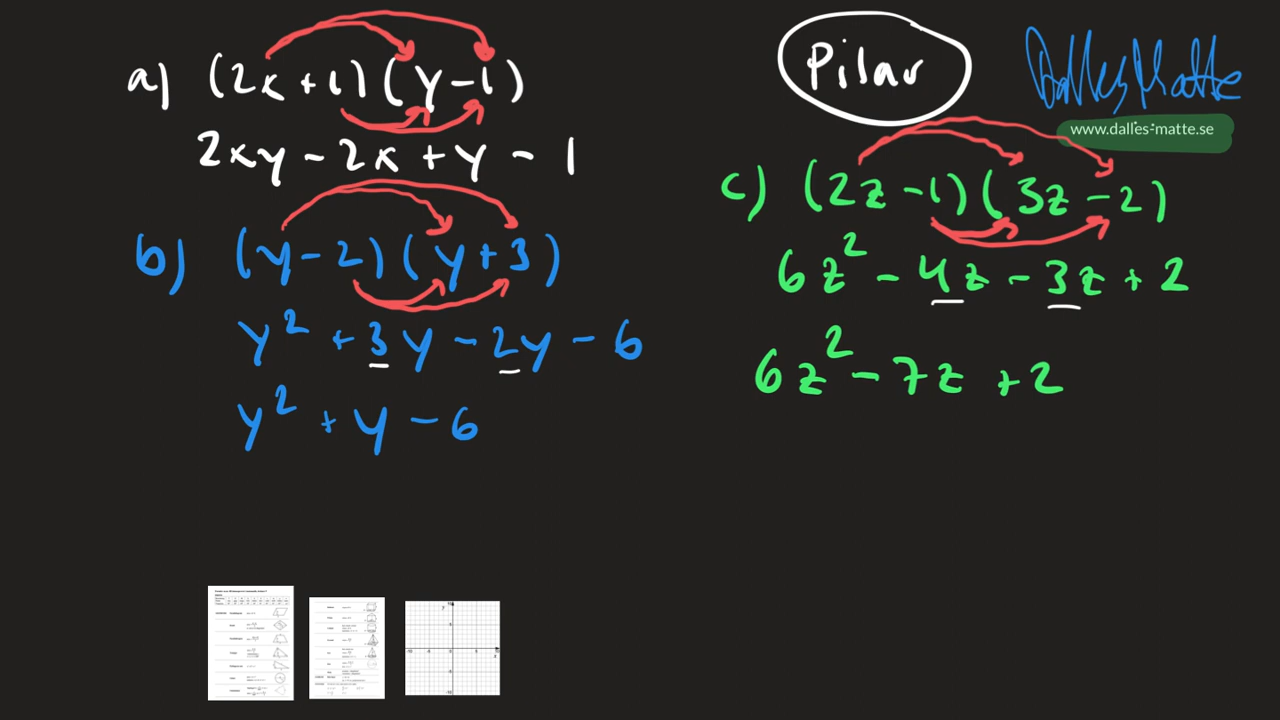 a) (2x+1)(y-1)
2xy - 2x + y - 1
b) (y-2)(y+3)
y² + 3y - 2y - 6
y² + y - 6
Pilar
Dalles Matte
www.dalles-matte.se
c) (2z-1)(3z-2)
6z² - 4z - 3z + 2
6z² - 7z + 2